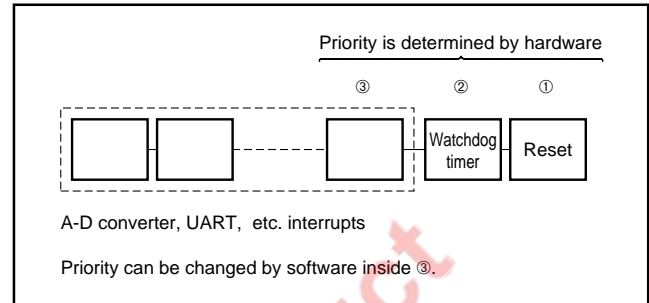 Priority is determined by hardware
③ ② ①
Watchdog
timer
Reset
A-D converter, UART, etc. interrupts
Priority can be changed by software inside ③.